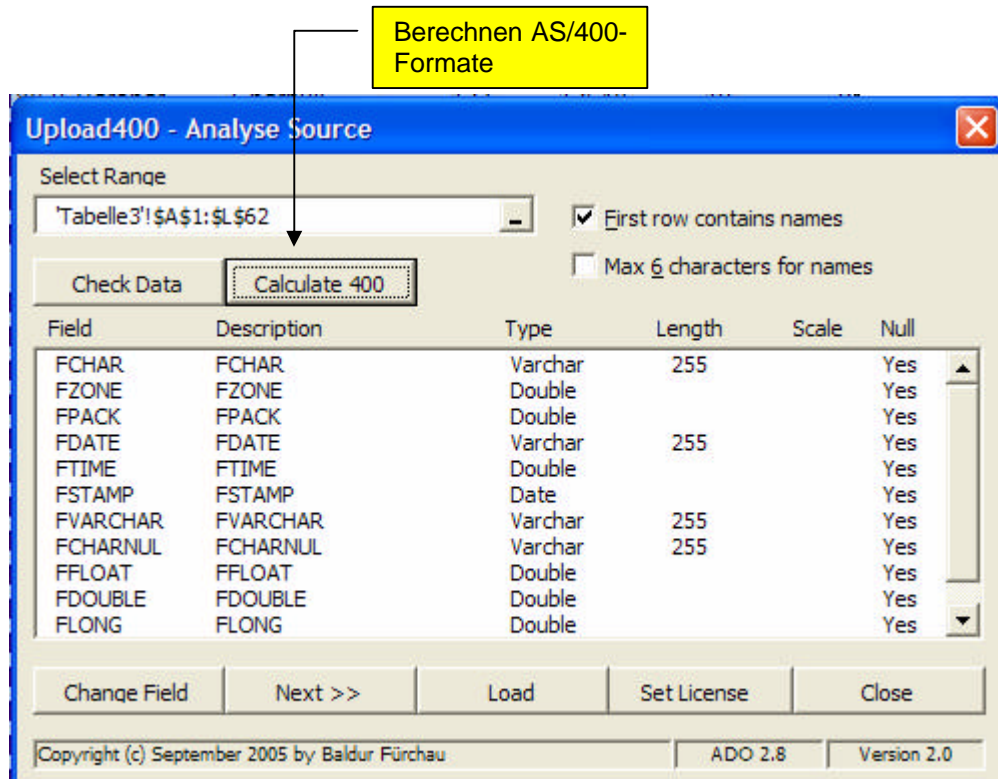 Berechnen AS/400-
Formate
Upload400 - Analyse Source
Select Range
'Tabelle3'!$A$1:$L$62
First row contains names
Max 6 characters for names
Check Data Calculate 400
Field Description Type Length Scale Null
FCHAR FCHAR Varchar 255 Yes
FZONE FZONE Double Yes
FPACK FPACK Double Yes
FDATE FDATE Varchar 255 Yes
FTIME FTIME Double Yes
FSTAMP FSTAMP Date Yes
FVARCHAR FVARCHAR Varchar 255 Yes
FCHARNUL FCHARNUL Varchar 255 Yes
FFLOAT FFLOAT Double Yes
FDOUBLE FDOUBLE Double Yes
FLONG FLONG Double Yes
Change Field Next >> Load Set License Close
Copyright (c) September 2005 by Baldur Fürchau ADO 2.8 Version 2.0